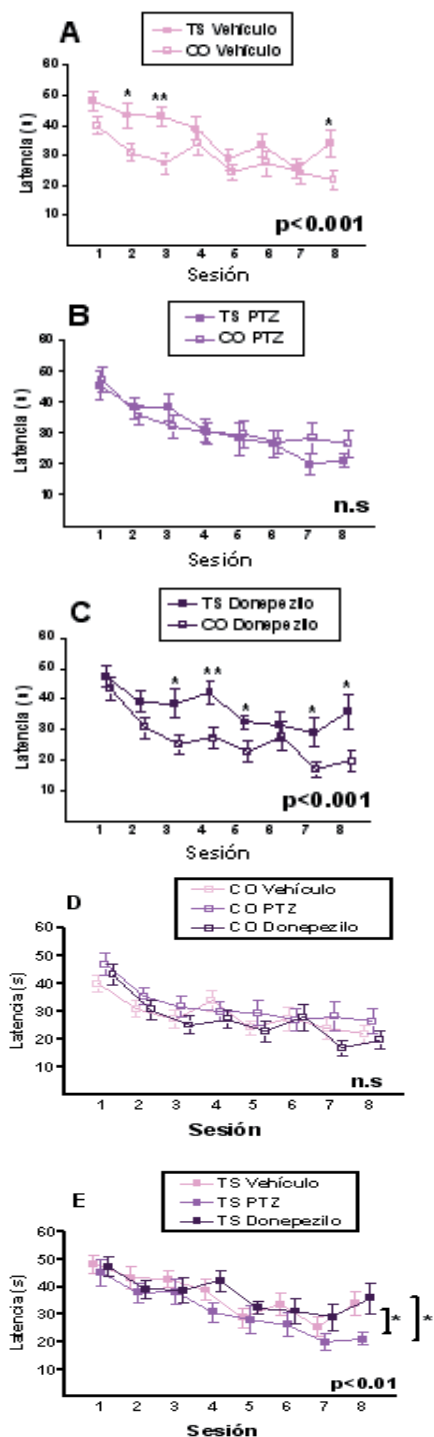 A
TS Vehículo
CO Vehículo
60
50
40
30
20
10
Latencia (s)
* ** *
p<0.001
1 2 3 4 5 6 7 8
Sesión
B
TS PTZ
CO PTZ
60
50
40
30
20
10
Latencia (s)
n.s
1 2 3 4 5 6 7 8
Sesión
C
TS Donepezilo
CO Donepezilo
60
50
40
30
20
10
Latencia (s)
* ** * * *
p<0.001
1 2 3 4 5 6 7 8
Sesión
D
CO Vehículo
CO PTZ
CO Donepezilo
60
50
40
30
20
10
Latencia (s)
n.s
1 2 3 4 5 6 7 8
Sesión
E
TS Vehículo
TS PTZ
TS Donepezilo
50
40
30
20
10
Latencia (s)
* *
p<0.01
1 2 3 4 5 6 7 8
Sesión